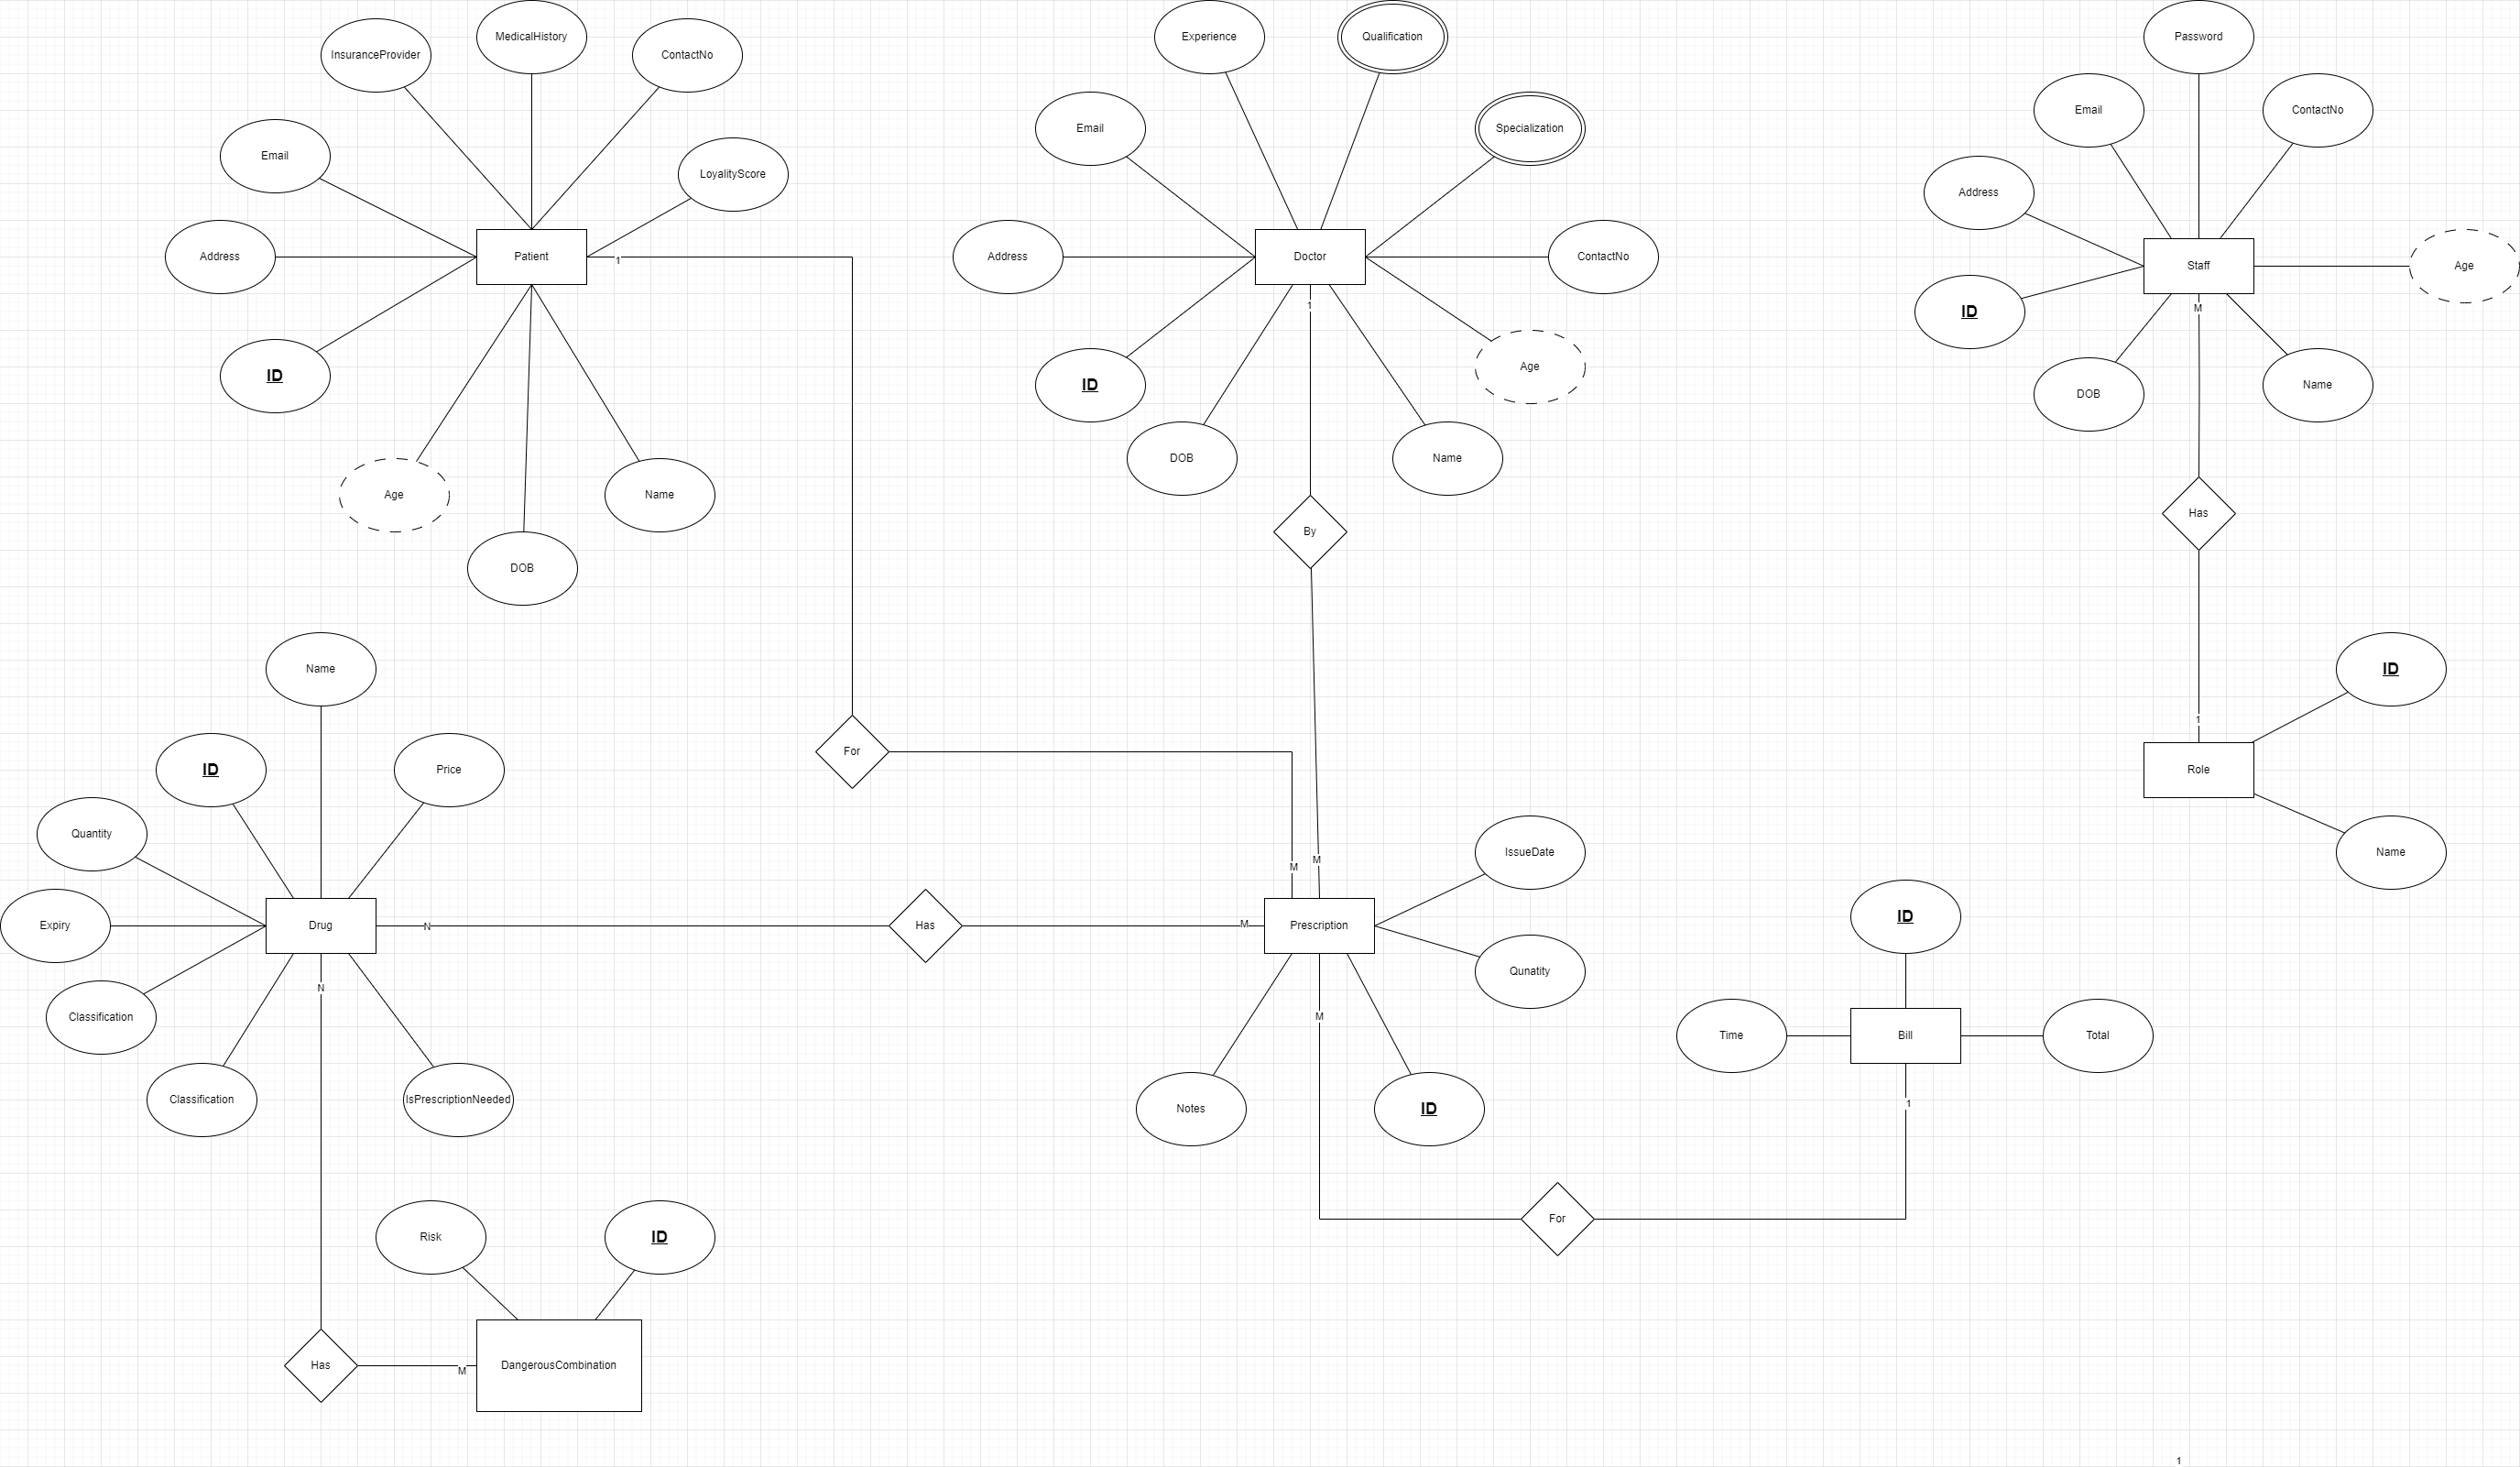 MedicalHistory
InsuranceProvider
ContactNo
Email
LoyalityScore
Address
Patient
1
ID
Age
Name
DOB
Experience
Qualification
Email
Specialization
Address
Doctor
ContactNo
1
Age
ID
DOB
Name
By
Password
Email
ContactNo
Address
Staff
Age
M
ID
DOB
Name
Has
Name
ID
Price
For
Quantity
Drug
N
Has
M
Expiry
Classification
N
Classification
IsPrescriptionNeeded
M
M
IssueDate
Prescription
Qunatity
M
Notes
ID
1
ID
Role
Name
ID
Time
Bill
Total
1
For
Risk
ID
Has
M
DangerousCombination
1